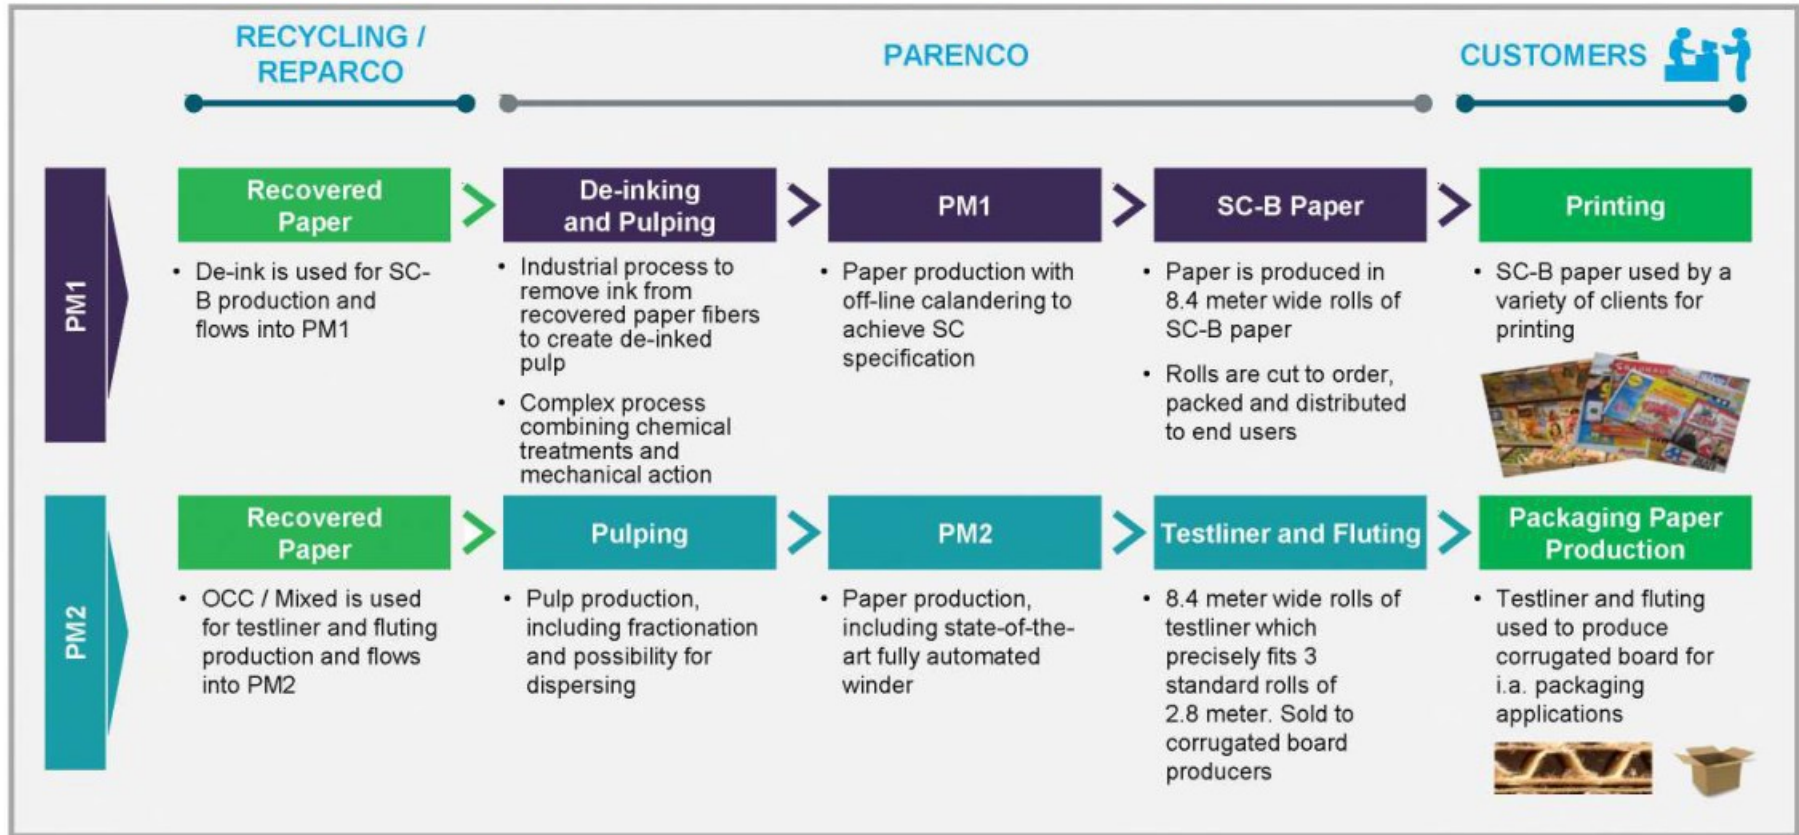 RECYCLING /
REPARCO
PARENCO
CUSTOMERS
PM1
Recovered
Paper
• De-ink is used for SC-
B production and
flows into PM1
De-inking
and Pulping
• Industrial process to
remove ink from
recovered paper fibers
to create de-inked
pulp
• Complex process
combining chemical
treatments and
mechanical action
PM1
• Paper production with
off-line calandering to
achieve SC
specification
SC-B Paper
• Paper is produced in
8.4 meter wide rolls of
SC-B paper
• Rolls are cut to order,
packed and distributed
to end users
Printing
• SC-B paper used by a
variety of clients for
printing
PM2
Recovered
Paper
• OCC / Mixed is used
for testliner and fluting
production and flows
into PM2
Pulping
• Pulp production,
including fractionation
and possibility for
dispersing
PM2
• Paper production,
including state-of-the-
art fully automated
winder
Testliner and Fluting
• 8.4 meter wide rolls of
testliner which
precisely fits 3
standard rolls of
2.8 meter. Sold to
corrugated board
producers
Packaging Paper
Production
• Testliner and fluting
used to produce
corrugated board for
i.a. packaging
applications